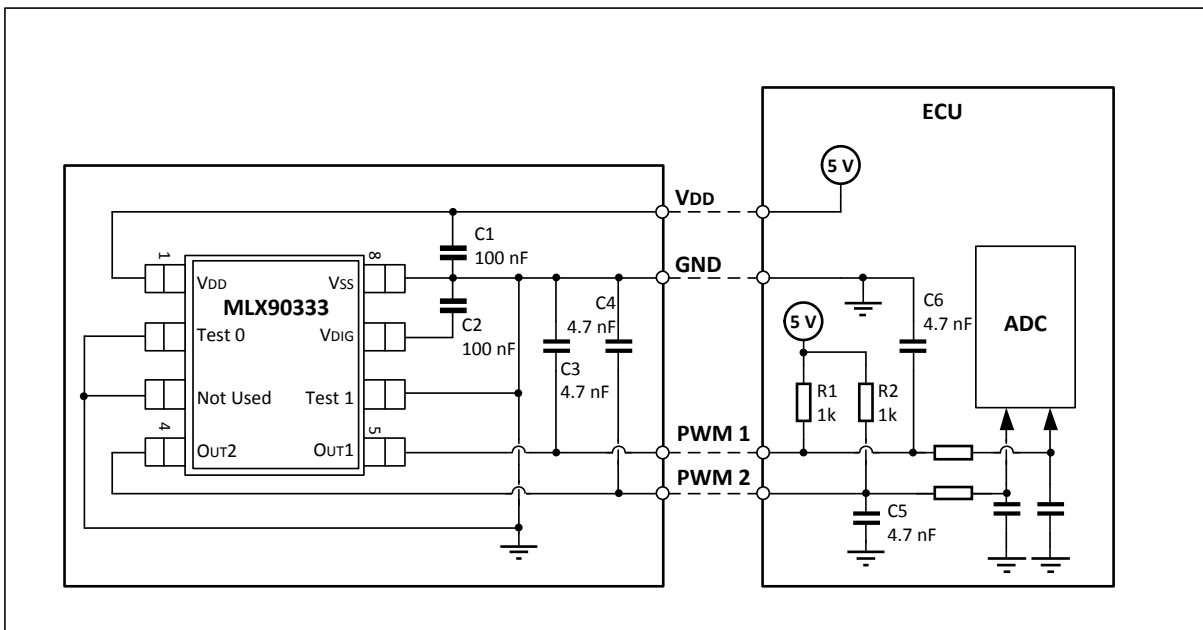 ECU
5 V
VDD
C1
100 nF
1
8
VDD
VSS
GND
MLX90333
C2
100 nF
C4
4.7 nF
C6
4.7 nF
5 V
ADC
Test 0
VDIG
C3
4.7 nF
R1
1k
R2
1k
Not Used
Test 1
4
5
OUT2
OUT1
PWM 1
PWM 2
C5
4.7 nF